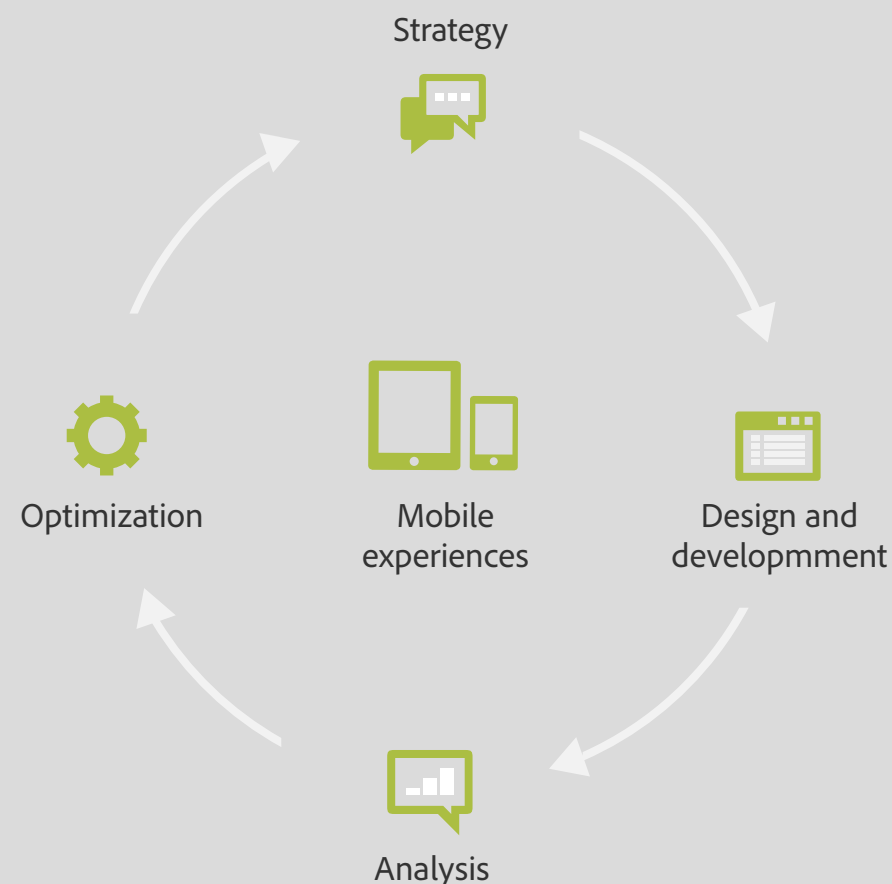 Strategy
Optimization
Mobile
experiences
Design and
developmment
Analysis